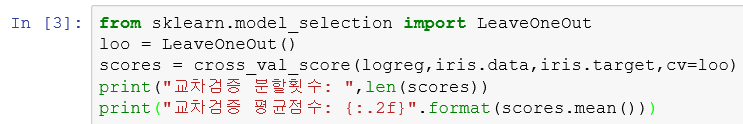 In [3]: from sklearn.model_selection import LeaveOneOut
loo = LeaveOneOut()
scores = cross_val_score(logreg,iris.data,iris.target,cv=loo)
print("교차검증 분할횟수: ",len(scores))
print("교차검증 평균점수: {:.2f}".format(scores.mean()))